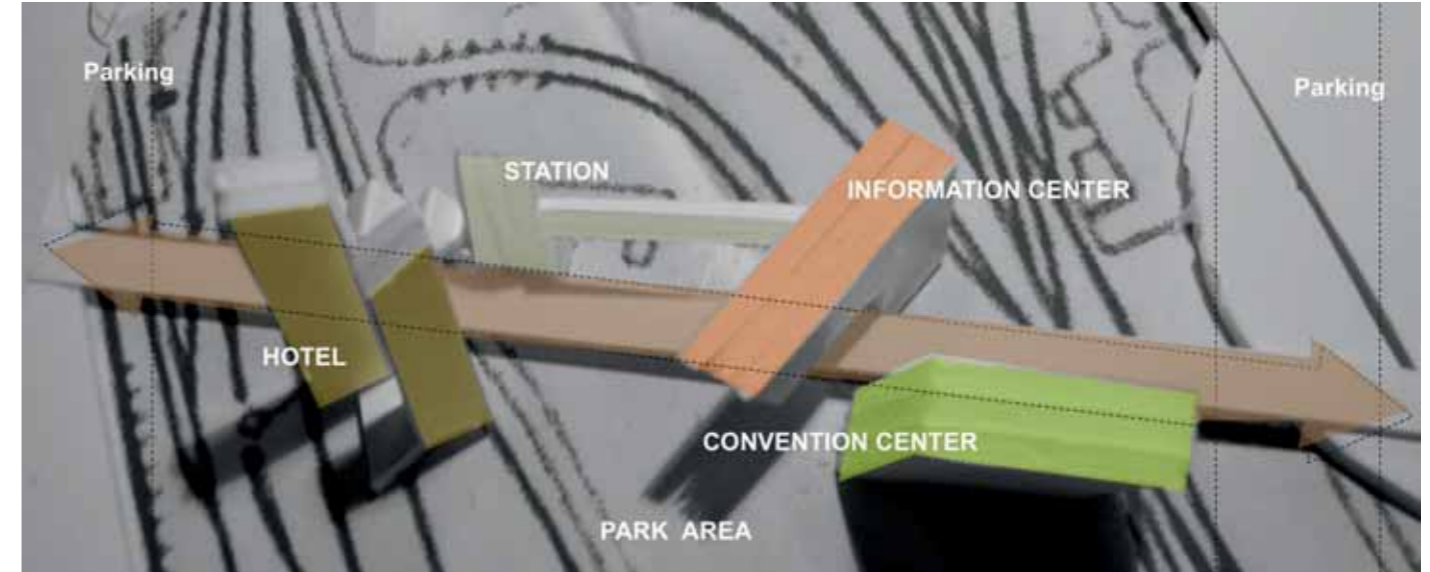 Parking
Parking
STATION
INFORMATION CENTER
HOTEL
CONVENTION CENTER
PARK AREA